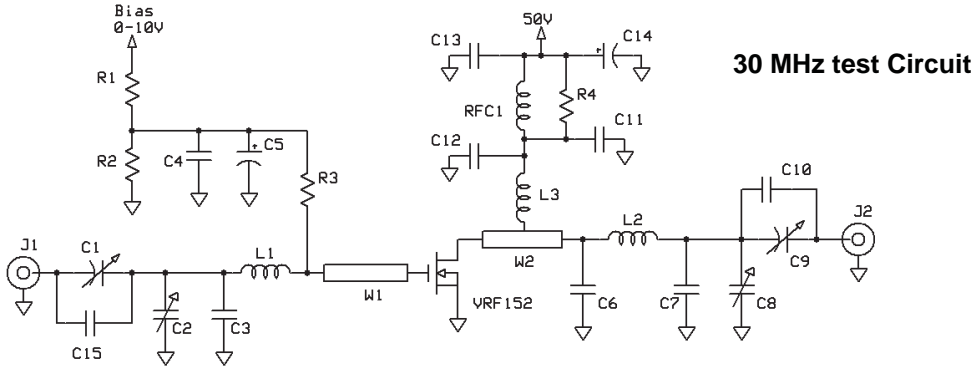 Bias
0-10V
50V
C13
C14
30 MHz test Circuit
R1
RFC1
R4
R2
C4
C5
C12
C11
R3
L3
C10
J1
C1
L1
L2
J2
W2
C9
W1
C2
C3
VRF152
C6
C7
C8
C15